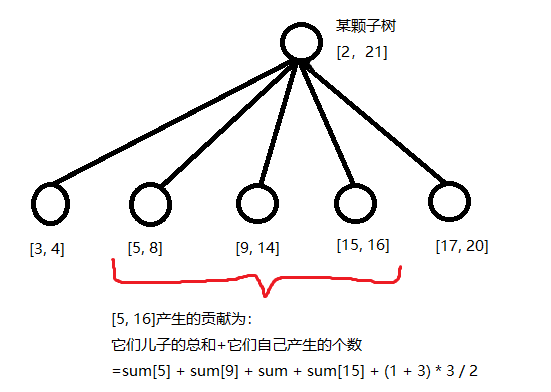 某颗子树
[2，21]
[3, 4] [5, 8] [9, 14] [15, 16] [17, 20]
[5, 16]产生的贡献为：
它们儿子的总和+它们自己产生的个数
=sum[5] + sum[9] + sum + sum[15] + (1 + 3) * 3 / 2